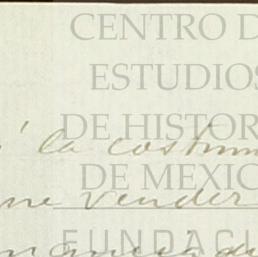 CENTRO D
ESTUDIOS
DE HISTOR
la costum
DE MEXIC
me vender
FUNDACI